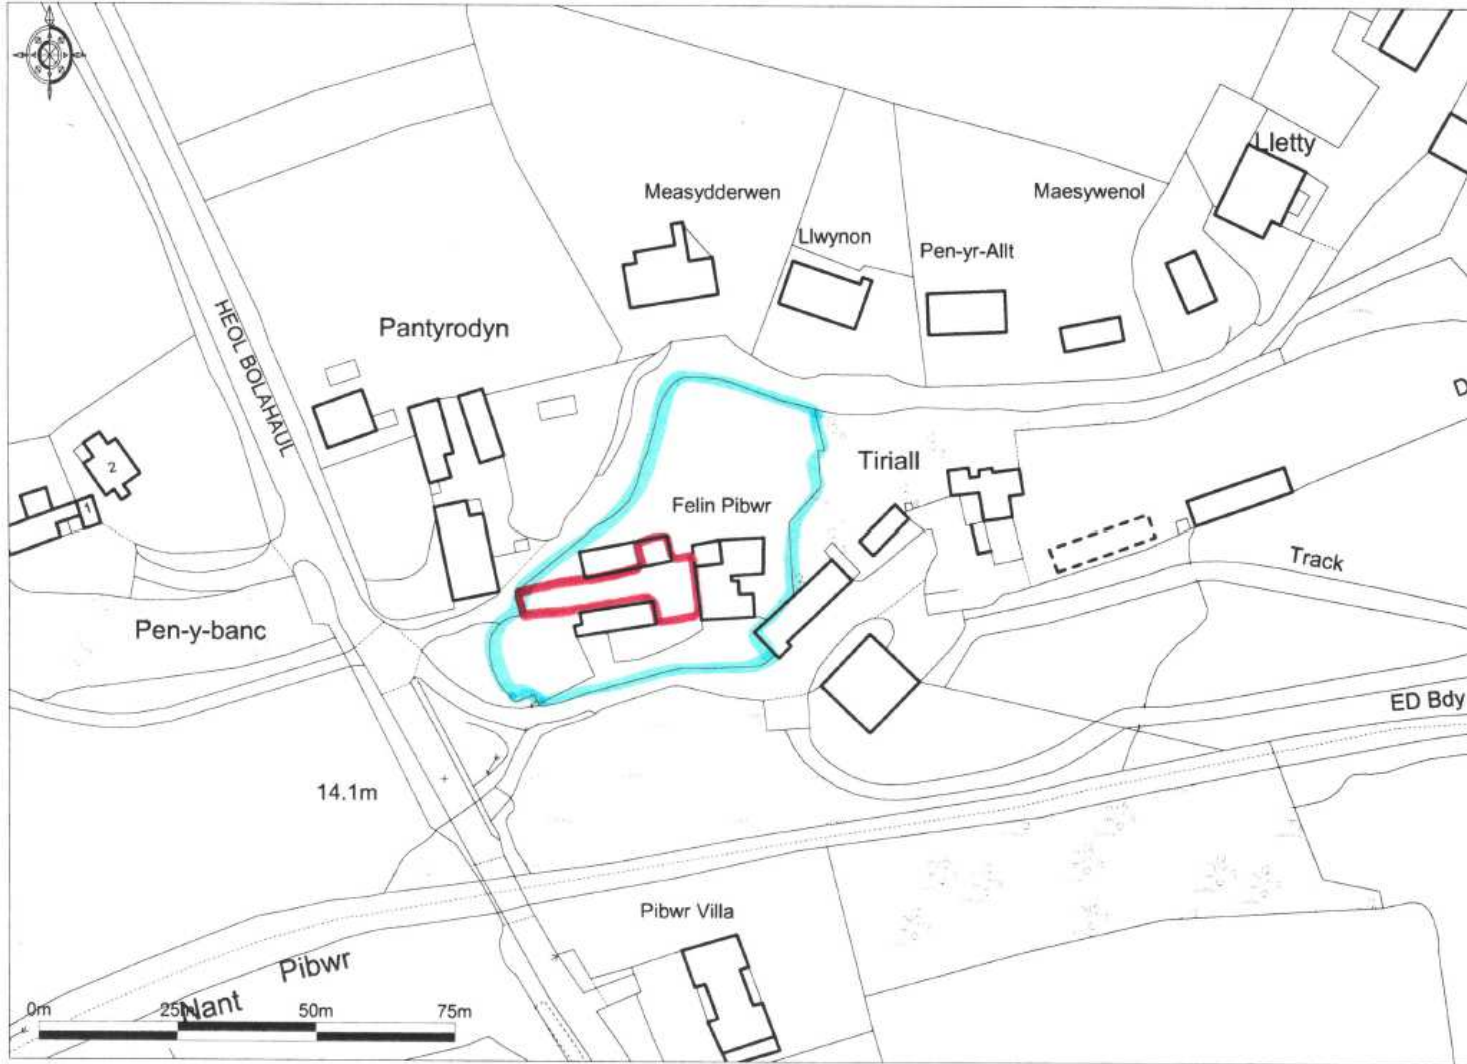 Lletty
Measydderwen
Maesywenol
Llwynon
Pen-yr-Allt
HEOL BOLAHAUL
Pantyrodyn
D
2
1
Tiriall
Felin Pibwr
Track
Pen-y-banc
ED Bdy
14.1m
Pibwr Villa
Nant Pibwr
0m 25m 50m 75m